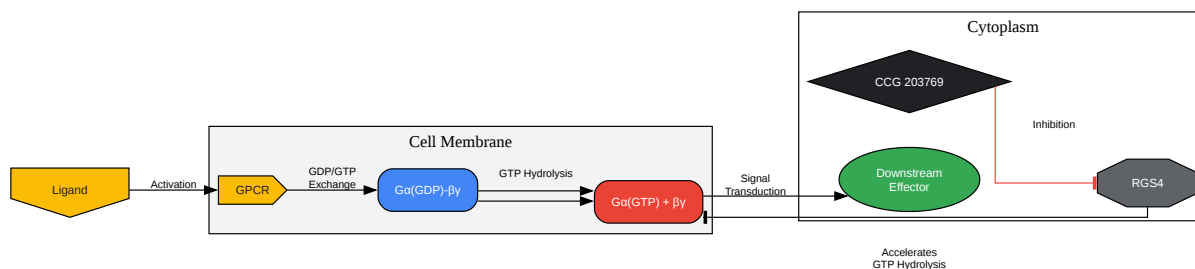 Cytoplasm
CCG 203769
Inhibition
Cell Membrane
Ligand
Activation
GPCR
GDP/GTP
Exchange
Gα(GDP)-βγ
GTP Hydrolysis
Gα(GTP) + βγ
Signal
Transduction
Downstream
Effector
RGS4
Accelerates
GTP Hydrolysis